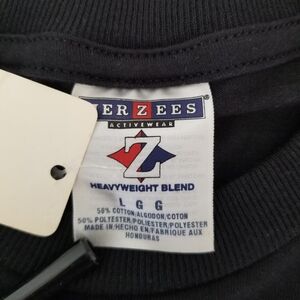 ERZEES
ACTIVEWEAR
Z
HEAVYWEIGHT BLEND
L G G
50% COTTON/ALGODON/COTON
50% POLYESTER/POLIESTER/POLYESTER
MADE IN/HECHO EN/FABRIQUE AUX
HONDURAS